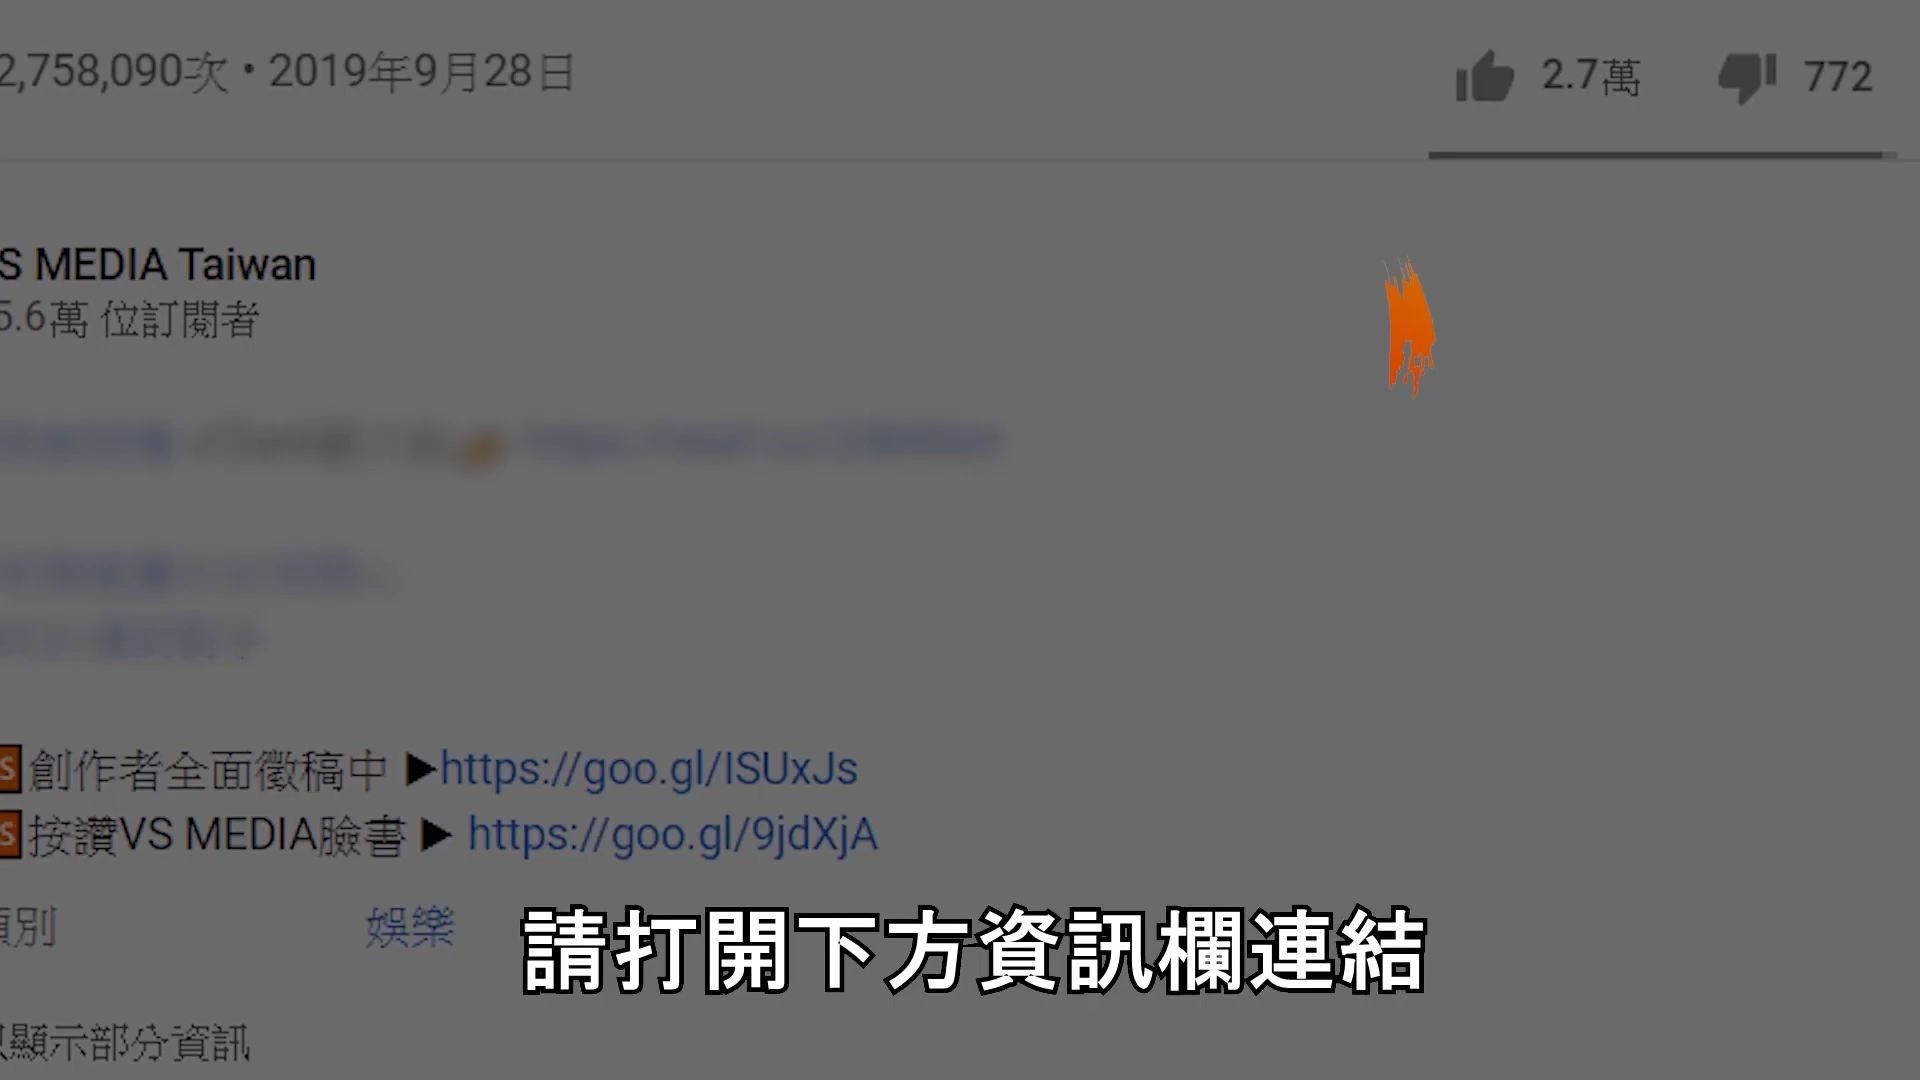 2,758,090次 • 2019年9月28日
2.7萬
772
S MEDIA Taiwan
5.6萬 位訂閱者
S創作者全面徵稿中 ▶https://goo.gl/ISUxJs
S按讚VS MEDIA臉書 ▶ https://goo.gl/9jdXjA
類別
娛樂
請打開下方資訊欄連結
只顯示部分資訊